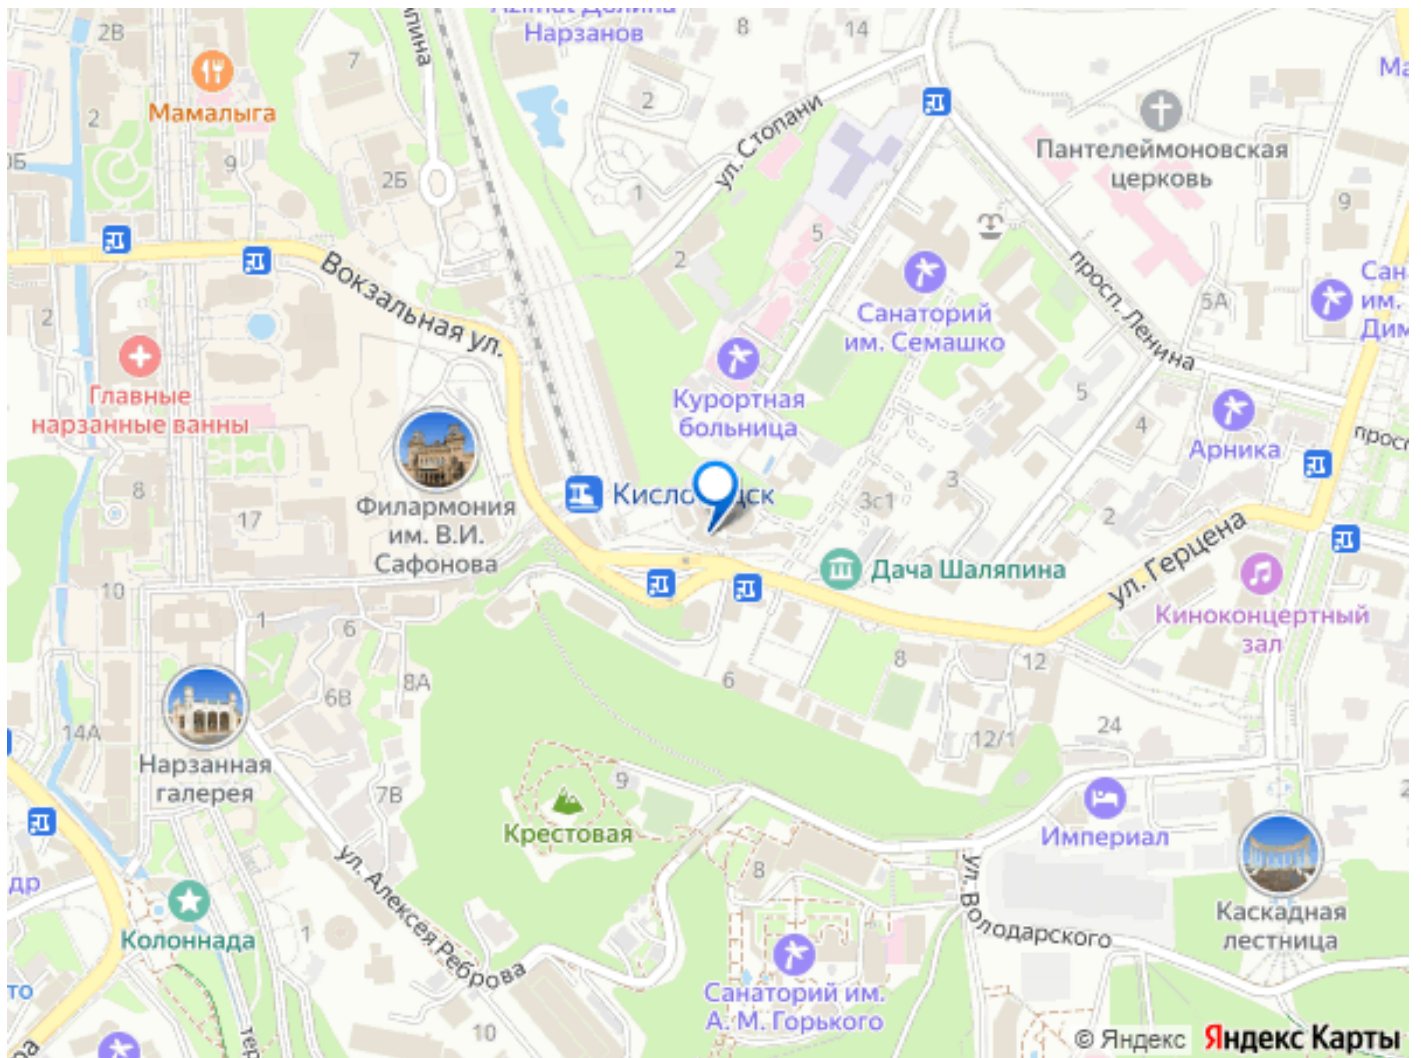 Azimut Долина
Нарзанов
8
14
2В
7
Мамалыга
2
9
2Б
2
ул. Стопани
1
Пантелеймоновская
церковь
5
2
9
Вокзальная ул.
просп. Ленина
5А
Санаторий
им. Семашко
2
Главные
нарзанные ванны
Курортная
больница
5
4
Арника
8
17
Филармония
им. В.И.
Сафонова
3с1
3
2
Дача Шаляпина
ул. Герцена
Киноконцертный
зал
10
1
6
8А
6В
6
8
12
24
12/1
14А
Нарзанная
галерея
7В
9
Крестовая
8
Империал
ул. Алексея Реброва
ул. Володарского
Каскадная
лестница
Колоннада
1
10
Санаторий им.
А. М. Горького
© Яндекс Яндекс Карты